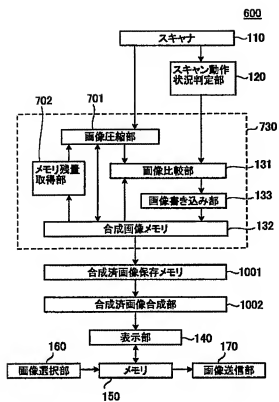 600
スキャナ
110
スキャン動作
状況判定部
120
701
702
画像圧縮部
730
メモリ残量
取得部
画像比較部
131
画像書き込み部
133
合成画像メモリ
132
合成済画像保存メモリ
1001
合成済画像合成部
1002
表示部
140
160
170
画像選択部
メモリ
画像送信部
150